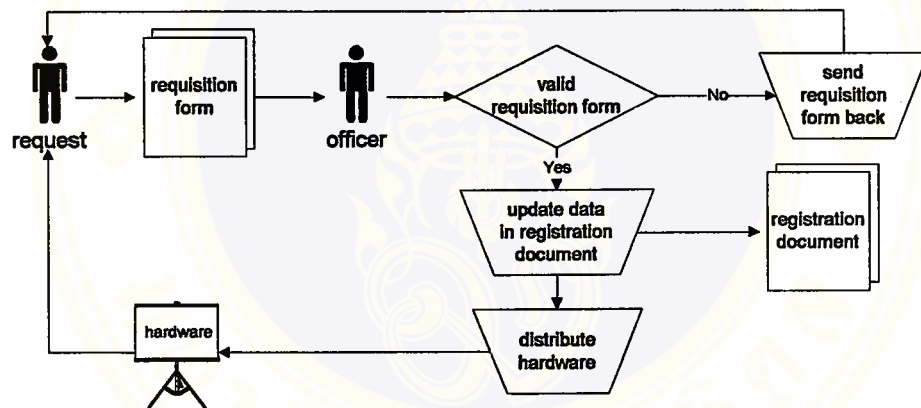 request
requisition
form
officer
valid
requisition form
No
send
requisition
form back
Yes
update data
in registration
document
registration
document
hardware
distribute
hardware